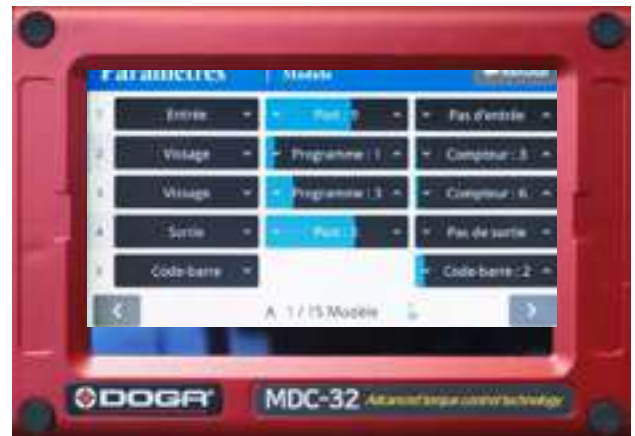 Paramètres Modèle
1 Entrée Pas d'entrée
2 Vissage Programme : 1 Compteur : 3
3 Vissage Programme : 3 Compteur : 6
4 Sortie Pas de sortie
5 Code-barre Code-barre : 2
A 1 / 15 Modèle
DOGA MDC-32 Advanced torque control technology